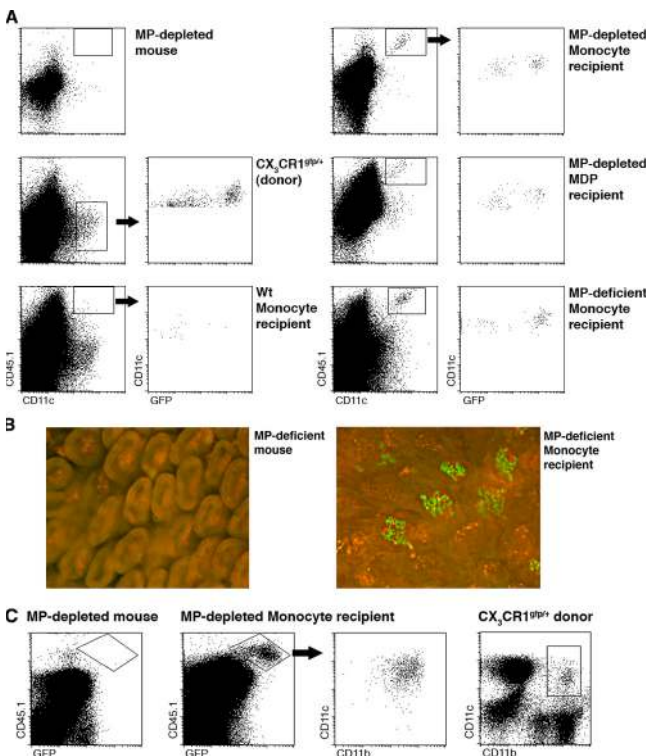 A
MP-depleted
mouse
MP-depleted
Monocyte
recipient
CX3CR1gfp/+
(donor)
MP-depleted
MDP
recipient
Wt
Monocyte
recipient
MP-deficient
Monocyte
recipient
CD45.1
CD11c
CD11c
GFP
CD45.1
CD11c
CD11c
GFP
B
MP-deficient
mouse
MP-deficient
Monocyte
recipient
C
MP-depleted mouse
MP-depleted Monocyte recipient
CX3CR1gfp/+ donor
CD45.1
GFP
CD45.1
GFP
CD11c
CD11b
CD11c
CD11b